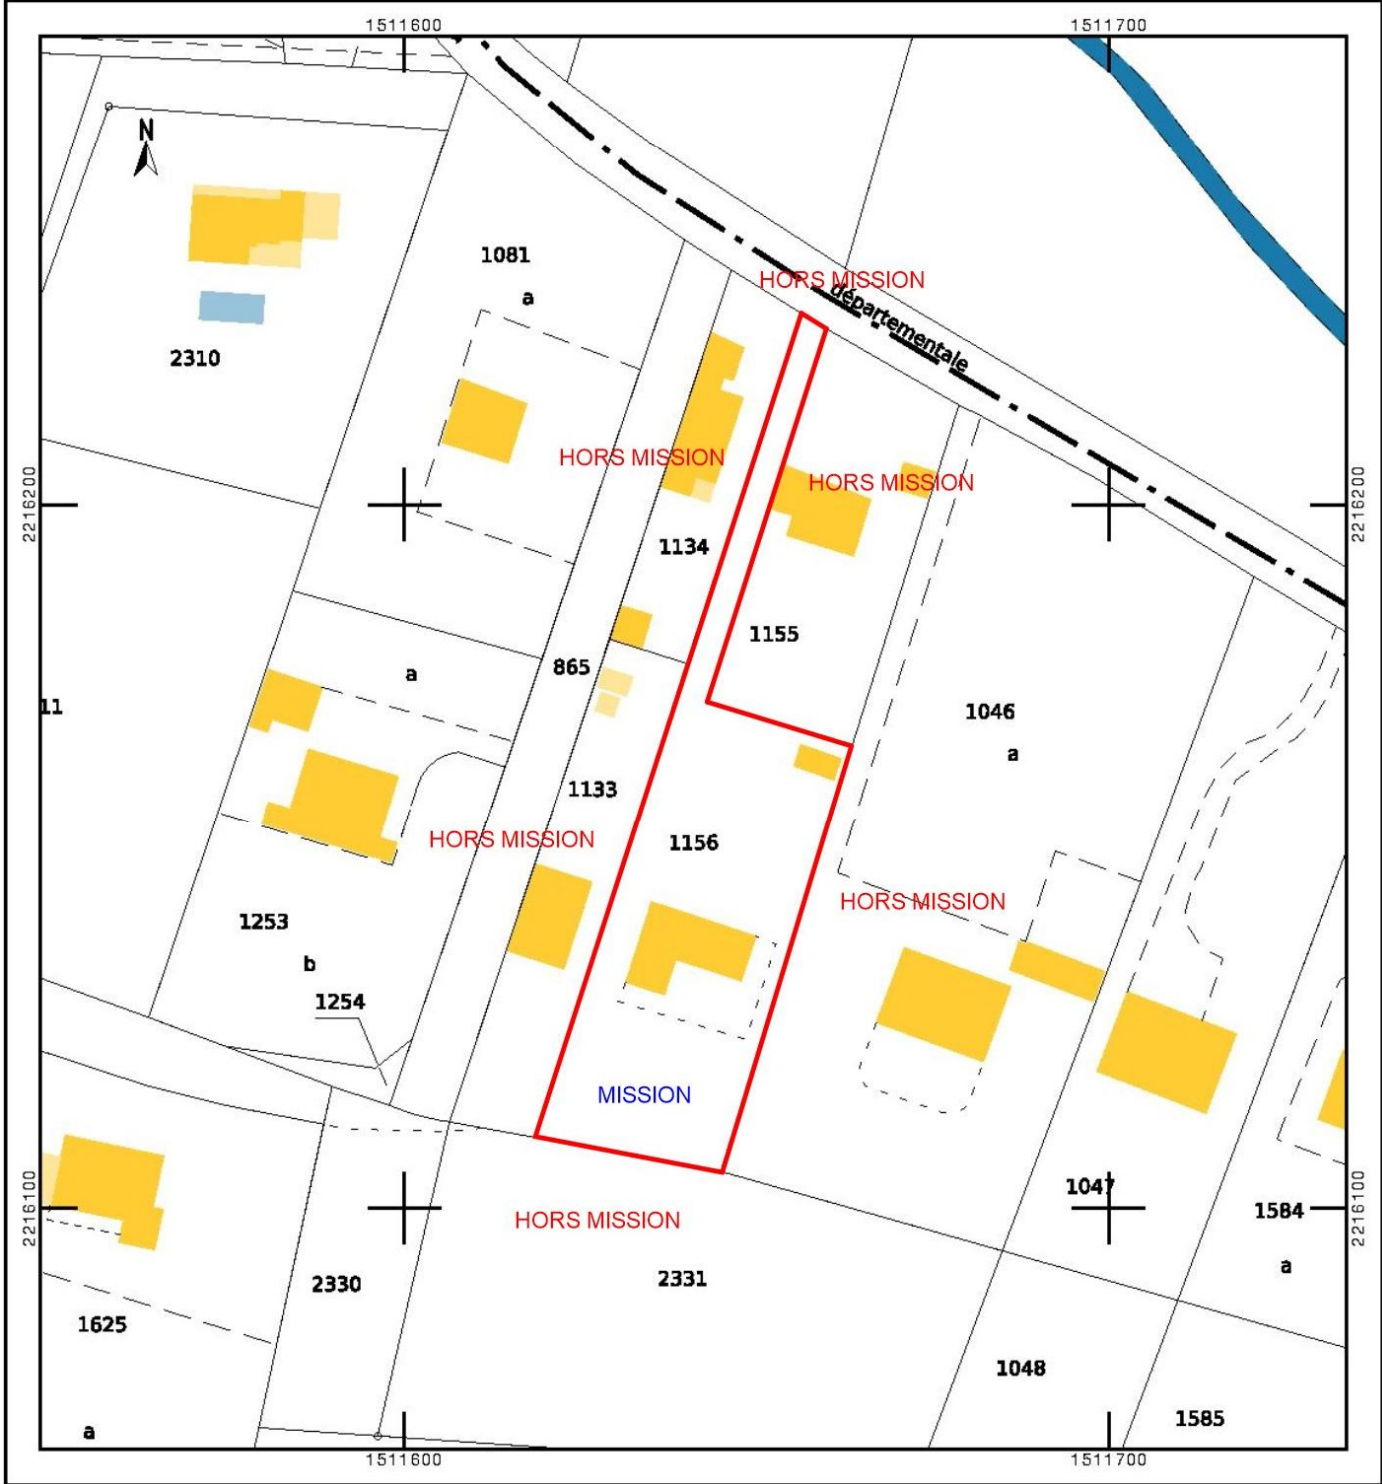 1511600
1511700
N
1081
a
HORS MISSION
départementale
2310
HORS MISSION
HORS MISSION
2216200
2216200
1134
1155
865
a
11
1046
a
1133
HORS MISSION
1156
HORS MISSION
1253
b
1254
MISSION
2216100
2216100
1047
1584
HORS MISSION
a
2331
2330
1625
1048
1585
a
1511600
1511700